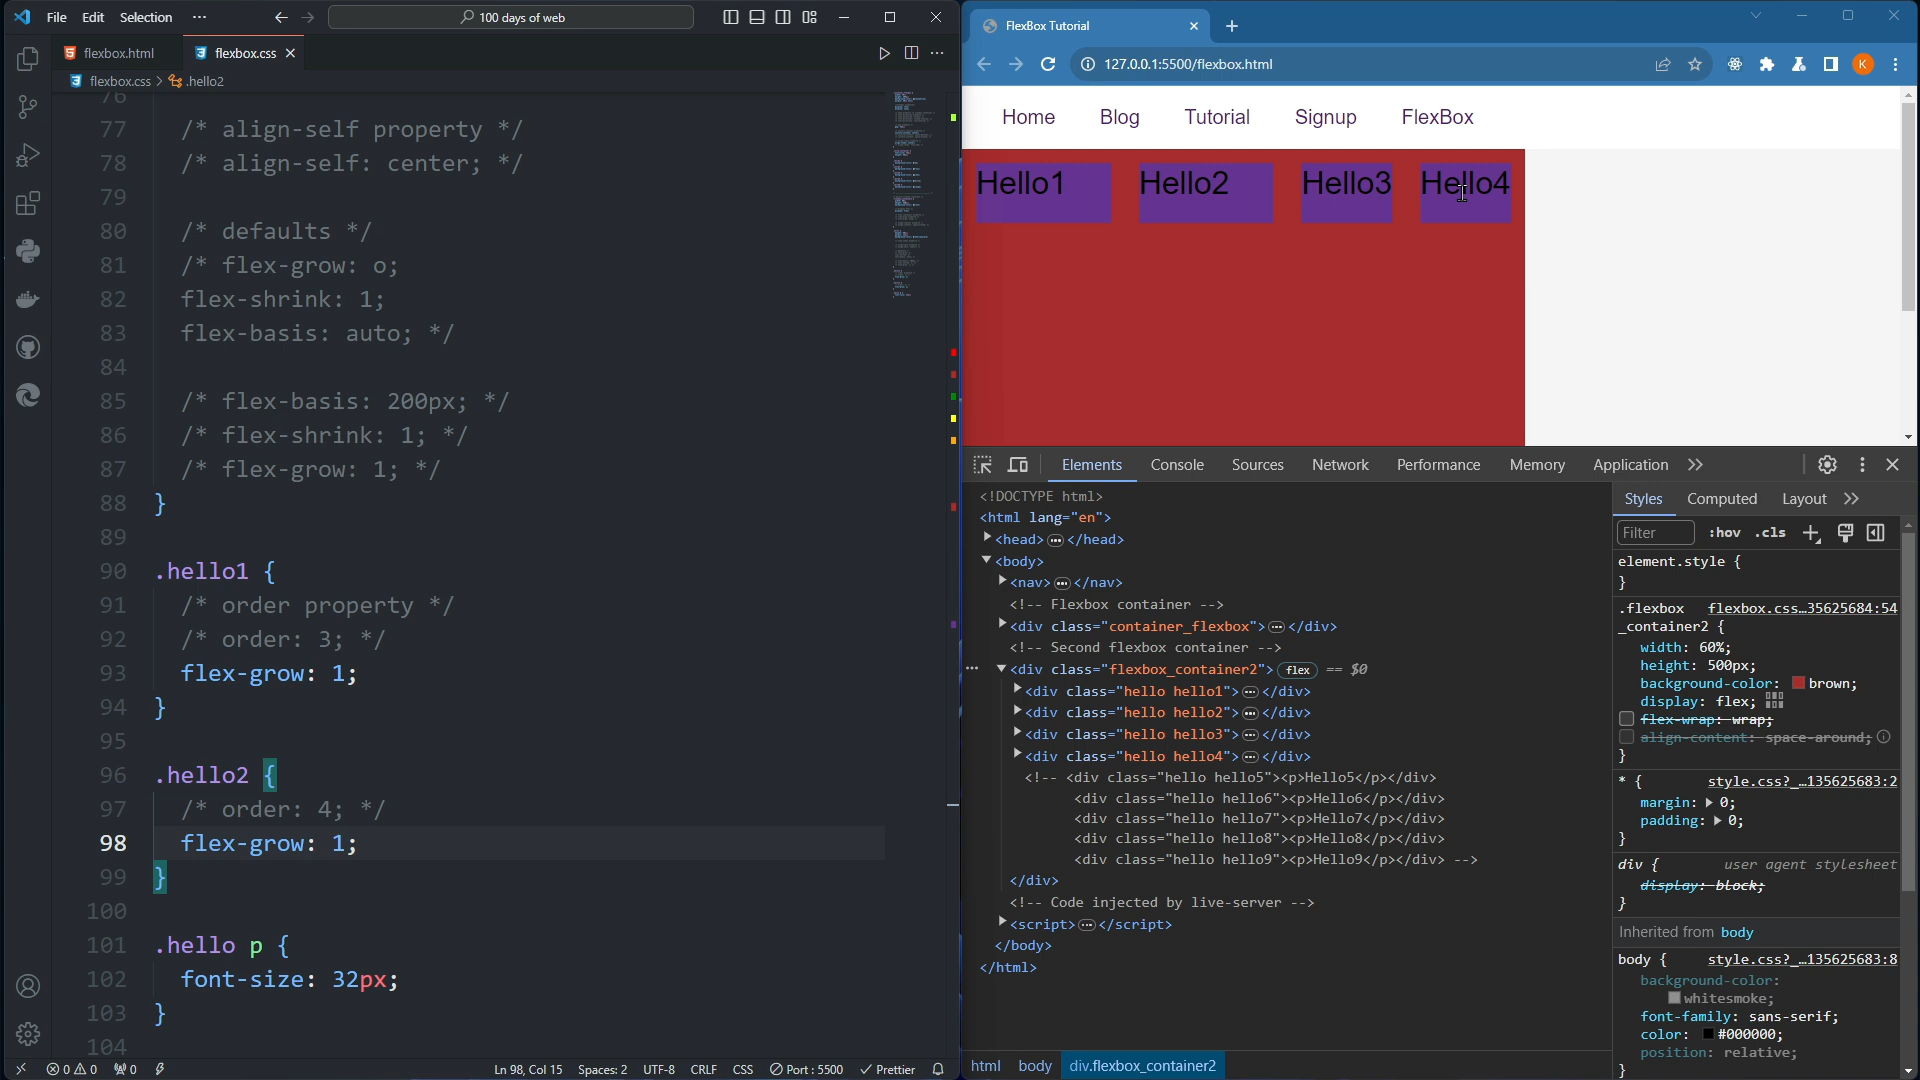 File Edit Selection ···
100 days of web
flexbox.html
flexbox.css
flexbox.css > .hello2
76
77 /* align-self property */
78 /* align-self: center; */
79
80 /* defaults */
81 /* flex-grow: o;
82 flex-shrink: 1;
83 flex-basis: auto; */
84
85 /* flex-basis: 200px; */
86 /* flex-shrink: 1; */
87 /* flex-grow: 1; */
88 }
89
90 .hello1 {
91 /* order property */
92 /* order: 3; */
93 flex-grow: 1;
94 }
95
96 .hello2 {
97 /* order: 4; */
98 flex-grow: 1;
99 }
100
101 .hello p {
102 font-size: 32px;
103 }
104
0 0 0
Ln 98, Col 15 Spaces: 2 UTF-8 CRLF CSS Port : 5500 Prettier
FlexBox Tutorial
127.0.0.1:5500/flexbox.html
K
Home Blog Tutorial Signup FlexBox
Hello1 Hello2 Hello3 Hello4
Elements Console Sources Network Performance Memory Application
<!DOCTYPE html>
<html lang="en">
<head> ··· </head>
<body>
<nav> ··· </nav>
<!-- Flexbox container -->
<div class="container_flexbox"> ··· </div>
<!-- Second flexbox container -->
··· <div class="flexbox_container2"> flex == $0
<div class="hello hello1"> ··· </div>
<div class="hello hello2"> ··· </div>
<div class="hello hello3"> ··· </div>
<div class="hello hello4"> ··· </div>
<!-- <div class="hello hello5"><p>Hello5</p></div>
<div class="hello hello6"><p>Hello6</p></div>
<div class="hello hello7"><p>Hello7</p></div>
<div class="hello hello8"><p>Hello8</p></div>
<div class="hello hello9"><p>Hello9</p></div> -->
</div>
<!-- Code injected by live-server -->
<script> ··· </script>
</body>
</html>
html body div.flexbox_container2
Styles Computed Layout
Filter :hov .cls
element.style {
}
.flexbox flexbox.css…35625684:54
_container2 {
width: 60%;
height: 500px;
background-color: brown;
display: flex;
flex-wrap: wrap;
align-content: space-around;
}
* { style.css?_…135625683:2
margin: 0;
padding: 0;
}
div { user agent stylesheet
display: block;
}
Inherited from body
body { style.css?_…135625683:8
background-color:
whitesmoke;
font-family: sans-serif;
color: #000000;
position: relative;
}